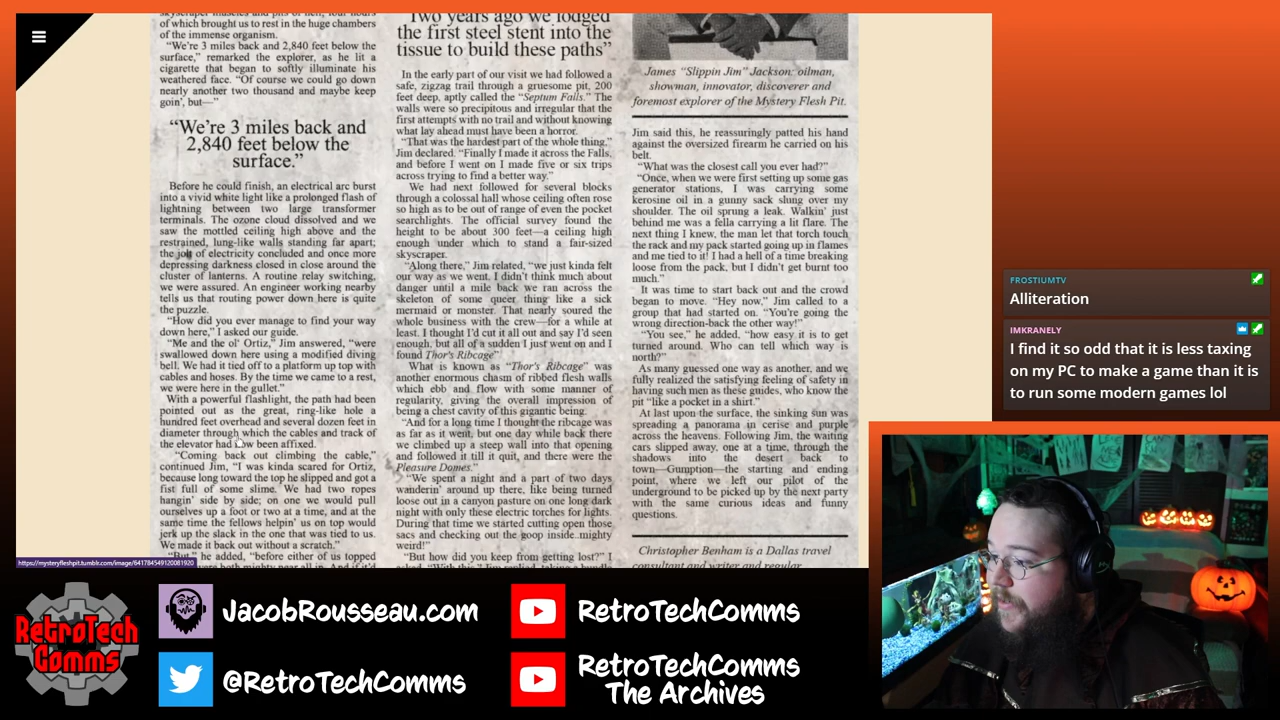 of which brought us to rest in the huge chambers
of the immense organism.
“We’re 3 miles back and 2,840 feet below the
surface,” remarked the explorer, as he lit a
cigarette that began to softly illuminate his
weathered face. “Of course we could go down
nearly another two thousand and maybe keep
goin’, but—”
“We’re 3 miles back and
2,840 feet below the
surface.”
Before he could finish, an electrical arc burst
into a vivid white light like a prolonged flash of
lightning between two large transformer
terminals. The ozone cloud dissolved and we
saw the mottled ceiling high above and the
restrained, lung-like walls standing far apart;
the jolt of electricity concluded and once more
depressing darkness closed in close around the
cluster of lanterns. A routine relay switching,
we were assured. An engineer working nearby
tells us that routing power down here is quite
the puzzle.
“How did you ever manage to find your way
down here,” I asked our guide.
“Me and the ol’ Ortiz,” Jim answered, “were
swallowed down here using a modified diving
bell. We had it tied off to a platform up top with
cables and hoses. By the time we came to a rest,
we were here in the gullet.”
With a powerful flashlight, the path had been
pointed out as the great, ring-like hole a
hundred feet overhead and several dozen feet in
diameter through which the cables and track of
the elevator had now been affixed.
“Coming back out climbing the cable,”
continued Jim, “I was kinda scared for Ortiz,
because long toward the top he slipped and got a
fist full of some slime. We had two ropes
hangin’ side by side; on one we would pull
ourselves up a foot or two at a time, and at the
same time the fellows helpin’ us on top would
jerk up the slack in the one that was tied to us.
We made it back out without a scratch.”
“But,” he added, “before either of us topped
“Two years ago we lodged
the first steel stent into the
tissue to build these paths”
In the early part of our visit we had followed a
safe, zigzag trail through a gruesome pit, 200
feet deep, aptly called the “Septum Falls.” The
walls were so precipitous and irregular that the
first attempts with no trail and without knowing
what lay ahead must have been a horror.
“That was the hardest part of the whole thing,”
Jim declared. “Finally I made it across the Falls,
and before I went on I made five or six trips
across trying to find a better way.”
We had next followed for several blocks
through a colossal hall whose ceiling often rose
so high as to be out of range of even the pocket
searchlights. The official survey found the
height to be about 300 feet—a ceiling high
enough under which to stand a fair-sized
skyscraper.
“Along there,” Jim related, “we just kinda felt
our way as we went. I didn’t think much about
danger until a mile back we ran across the
skeleton of some queer thing like a sick
mermaid or monster. That nearly soured the
whole business with the crew—for a while at
least. I thought I’d cut it all out and say I’d seen
enough, but all of a sudden I just went on and I
found Thor’s Ribcage”
What is known as “Thor’s Ribcage” was
another enormous chasm of ribbed flesh walls
which ebb and flow with some manner of
regularity, giving the overall impression of
being a chest cavity of this gigantic being.
“And for a long time I thought the ribcage was
as far as it went, but one day while back there
we climbed up a steep wall into that opening
and followed it till it quit, and there were the
Pleasure Domes.”
“We spent a night and a part of two days
wanderin’ around up there, like being turned
loose out in a canyon pasture on one long dark
night with only these electric torches for lights.
During that time we started cutting open those
sacs and checking out the goop inside..mighty
weird!”
“But how did you keep from getting lost?” I
James “Slippin Jim” Jackson: oilman,
showman, innovator, discoverer and
foremost explorer of the Mystery Flesh Pit.
Jim said this, he reassuringly patted his hand
against the oversized firearm he carried on his
belt.
“What was the closest call you ever had?”
“Once, when we were first setting up some gas
generator stations, I was carrying some
kerosine oil in a gunny sack slung over my
shoulder. The oil sprung a leak. Walkin’ just
behind me was a fella carrying a lit flare. The
next thing I knew, the man let that torch touch
the rack and my pack started going up in flames
and me tied to it! I had a hell of a time breaking
loose from the pack, but I didn’t get burnt too
much.”
It was time to start back out and the crowd
began to move. “Hey now,” Jim called to a
group that had started on. “You’re going the
wrong direction-back the other way!”
“You see,” he added, “how easy it is to get
turned around. Who can tell which way is
north?”
As many guessed one way as another, and we
fully realized the satisfying feeling of safety in
having such men as these guides, who know the
pit “like a pocket in a shirt.”
At last upon the surface, the sinking sun was
spreading a panorama in cerise and purple
across the heavens. Following Jim, the waiting
cars slipped away, one at a time, through the
shadows into the desert back to
town—Gumption—the starting and ending
point, where we left our pilot of the
underground to be picked up by the next party
with the same curious ideas and funny
questions.
Christopher Benham is a Dallas travel
consultant and writer and regular
https://mysteryfleshpit.tumblr.com/image/641784549120081920
FROSTIUMTV
Alliteration
IMKRANELY
I find it so odd that it is less taxing
on my PC to make a game than it is
to run some modern games lol
RetroTech
Comms
JacobRousseau.com
@RetroTechComms
RetroTechComms
RetroTechComms
The Archives